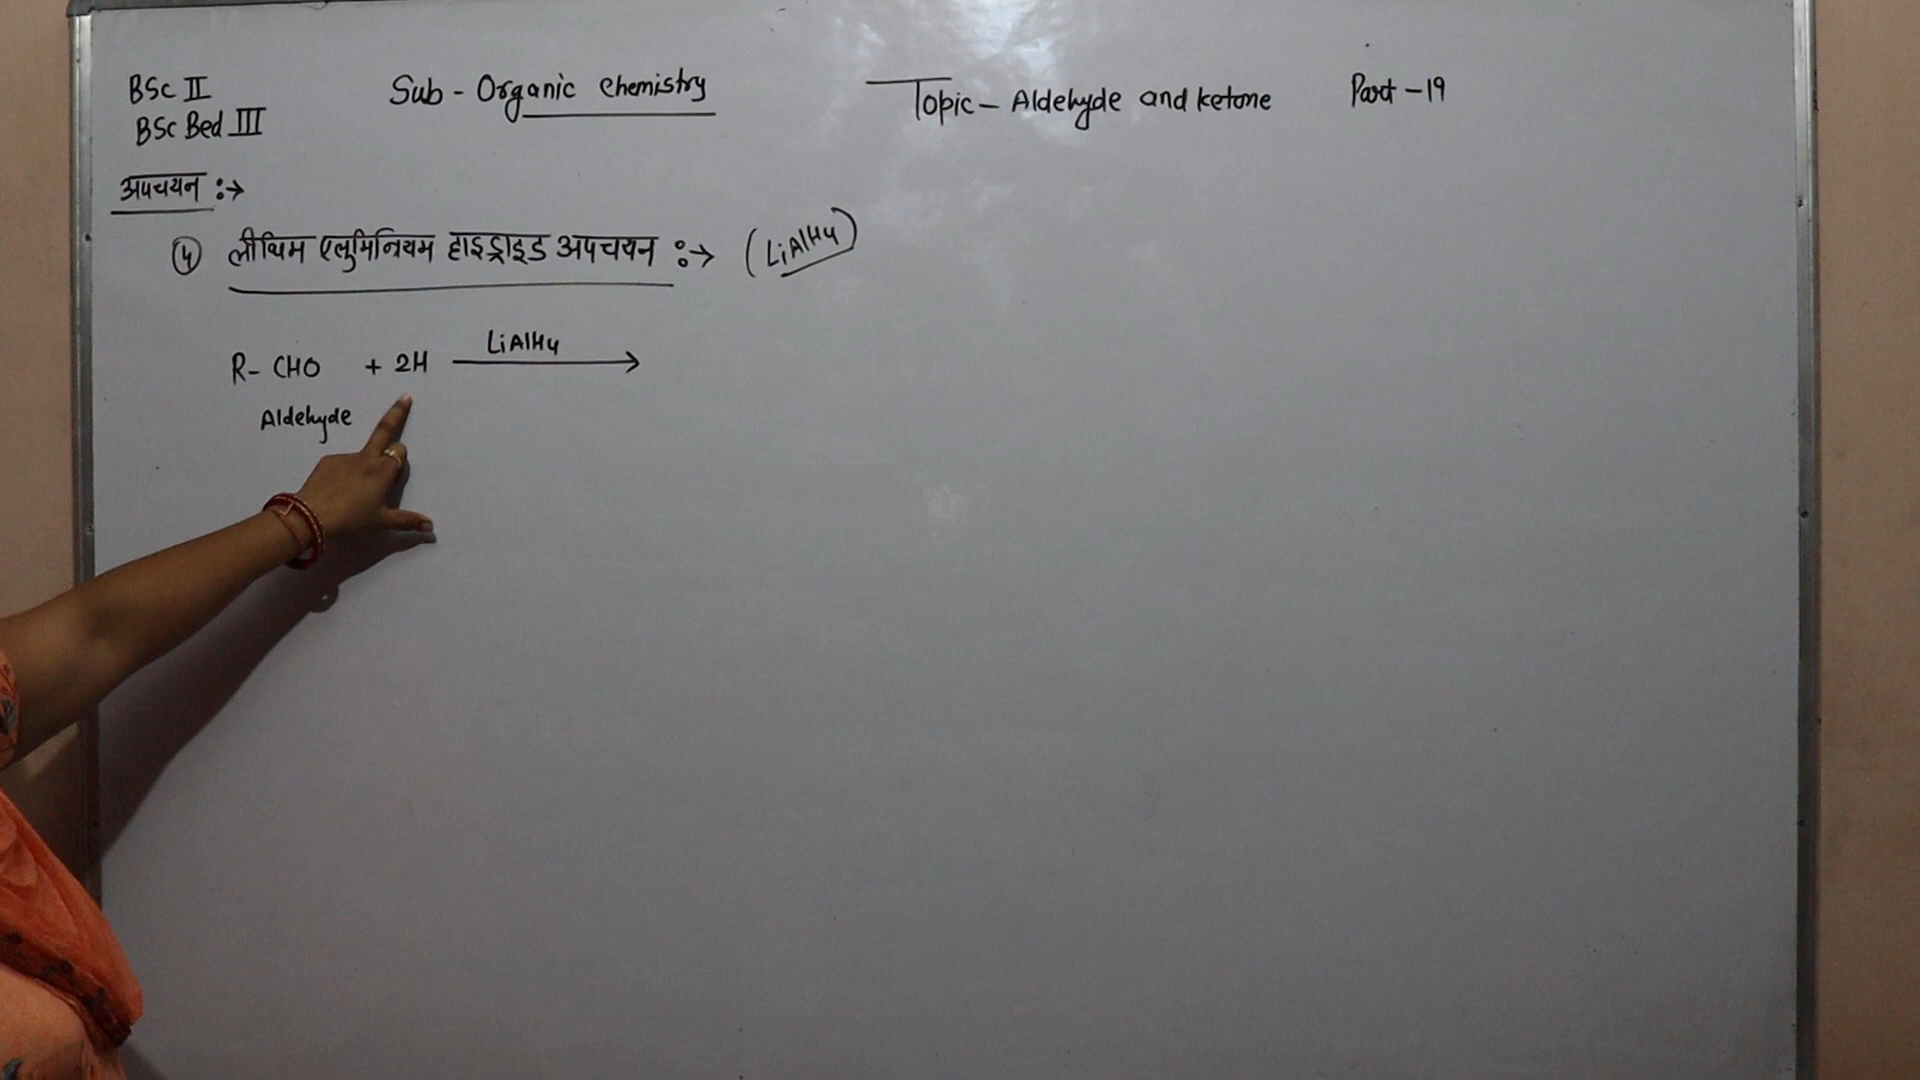 BSc II Sub - Organic chemistry Topic - Aldehyde and ketone Part - 19
BSc Bed III
अपचयन :→
④ लीथिम एलुमिनियम हाइड्राइड अपचयन :→ (LiAlH4)
R- CHO + 2H LiAlH4 →
Aldehyde